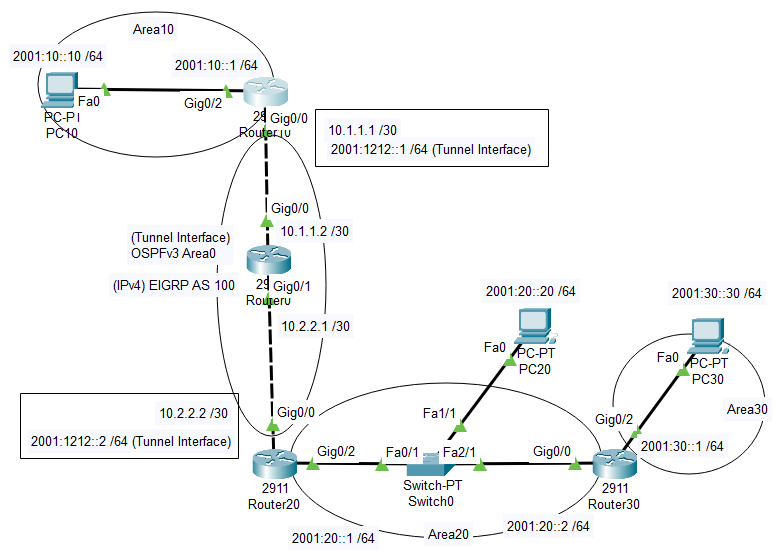 Area10
2001:10::10 /64
2001:10::1 /64
Fa0
Gig0/2
PC-PT
PC10
29
Router10
Gig0/0
10.1.1.1 /30
2001:1212::1 /64 (Tunnel Interface)
Gig0/0
10.1.1.2 /30
(Tunnel Interface)
OSPFv3 Area0
(IPv4) EIGRP AS 100
29
Router0
Gig0/1
10.2.2.1 /30
2001:20::20 /64
2001:30::30 /64
Fa0
PC-PT
PC20
Fa0
PC-PT
PC30
Area30
10.2.2.2 /30
2001:1212::2 /64 (Tunnel Interface)
Gig0/0
Fa1/1
Gig0/2
2001:30::1 /64
Gig0/2
Fa0/1
Fa2/1
Gig0/0
2911
Router20
Switch-PT
Switch0
2911
Router30
2001:20::1 /64
Area20
2001:20::2 /64